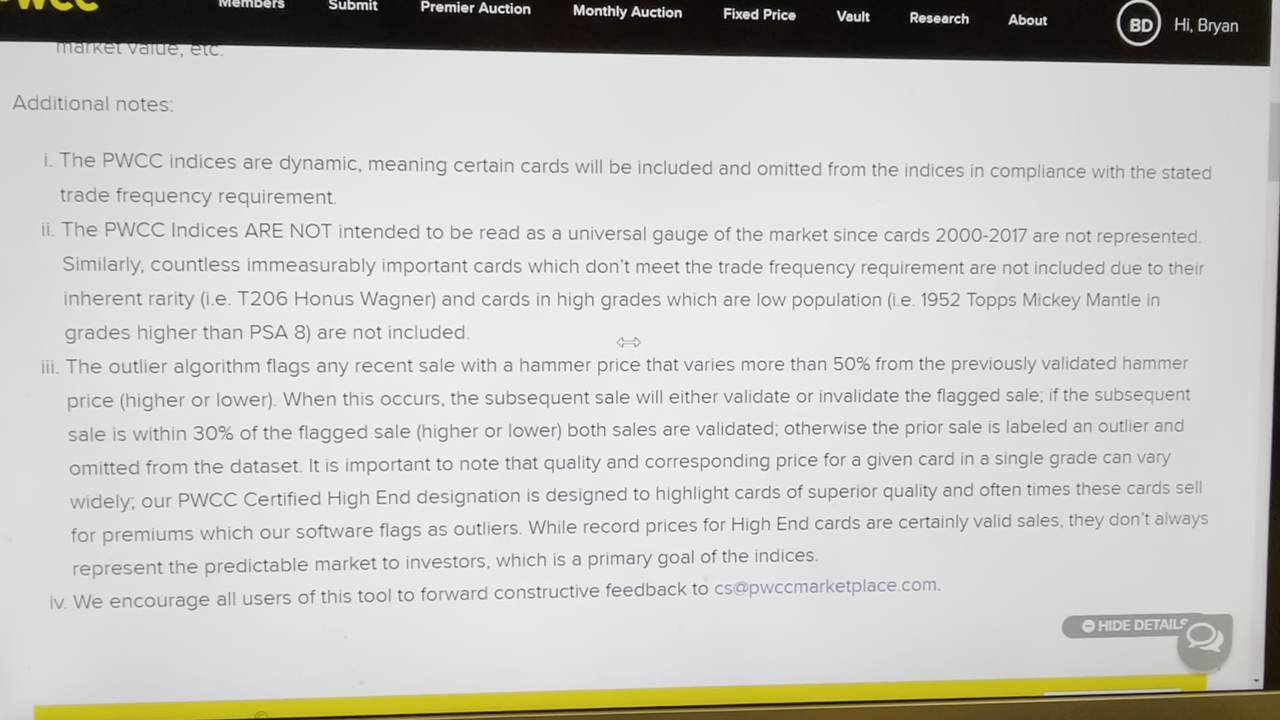 PWCC
Members Submit Premier Auction Monthly Auction Fixed Price Vault Research About BD Hi, Bryan
market value, etc.
Additional notes:
i. The PWCC indices are dynamic, meaning certain cards will be included and omitted from the indices in compliance with the stated
trade frequency requirement.
ii. The PWCC Indices ARE NOT intended to be read as a universal gauge of the market since cards 2000-2017 are not represented.
Similarly, countless immeasurably important cards which don't meet the trade frequency requirement are not included due to their
inherent rarity (i.e. T206 Honus Wagner) and cards in high grades which are low population (i.e. 1952 Topps Mickey Mantle in
grades higher than PSA 8) are not included.
iii. The outlier algorithm flags any recent sale with a hammer price that varies more than 50% from the previously validated hammer
price (higher or lower). When this occurs, the subsequent sale will either validate or invalidate the flagged sale; if the subsequent
sale is within 30% of the flagged sale (higher or lower) both sales are validated; otherwise the prior sale is labeled an outlier and
omitted from the dataset. It is important to note that quality and corresponding price for a given card in a single grade can vary
widely; our PWCC Certified High End designation is designed to highlight cards of superior quality and often times these cards sell
for premiums which our software flags as outliers. While record prices for High End cards are certainly valid sales, they don't always
represent the predictable market to investors, which is a primary goal of the indices.
iv. We encourage all users of this tool to forward constructive feedback to cs@pwccmarketplace.com.
HIDE DETAILS